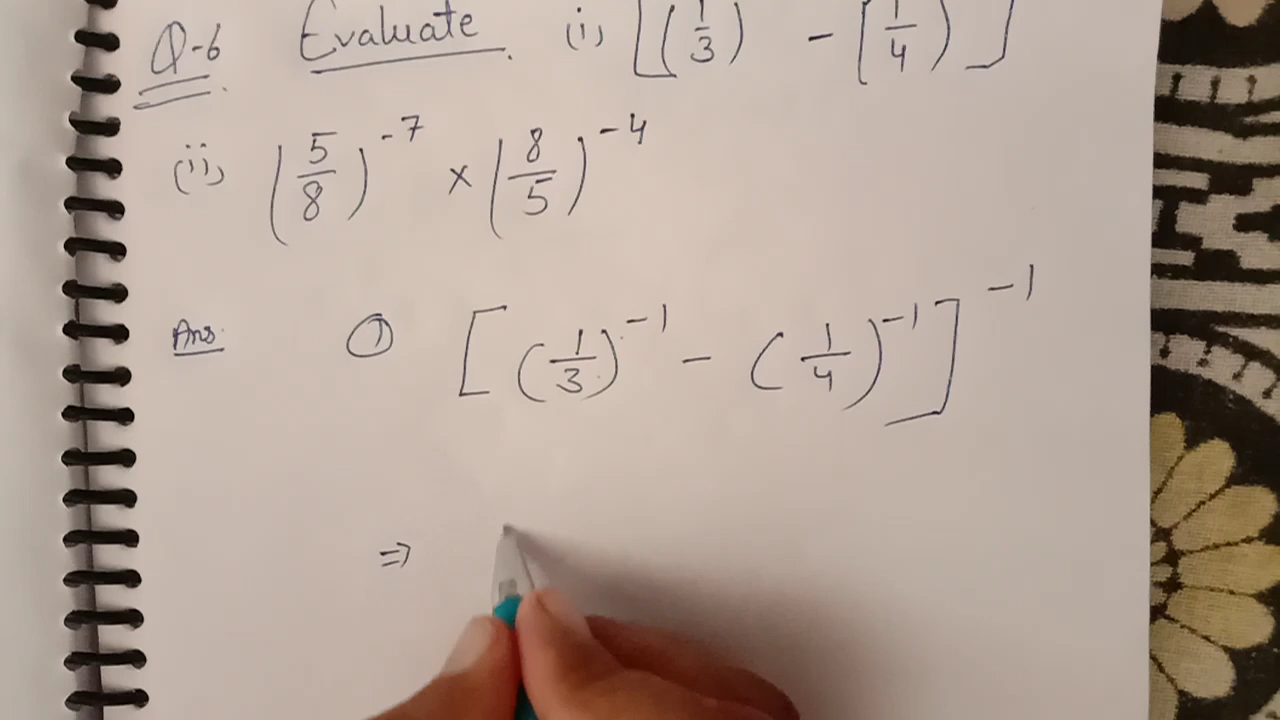 Q-6 Evaluate. (i) [(1/3) - (1/4)]
(ii) (5/8)^-7 × (8/5)^-4
Ans. ① [(1/3)^-1 - (1/4)^-1]^-1
⇒